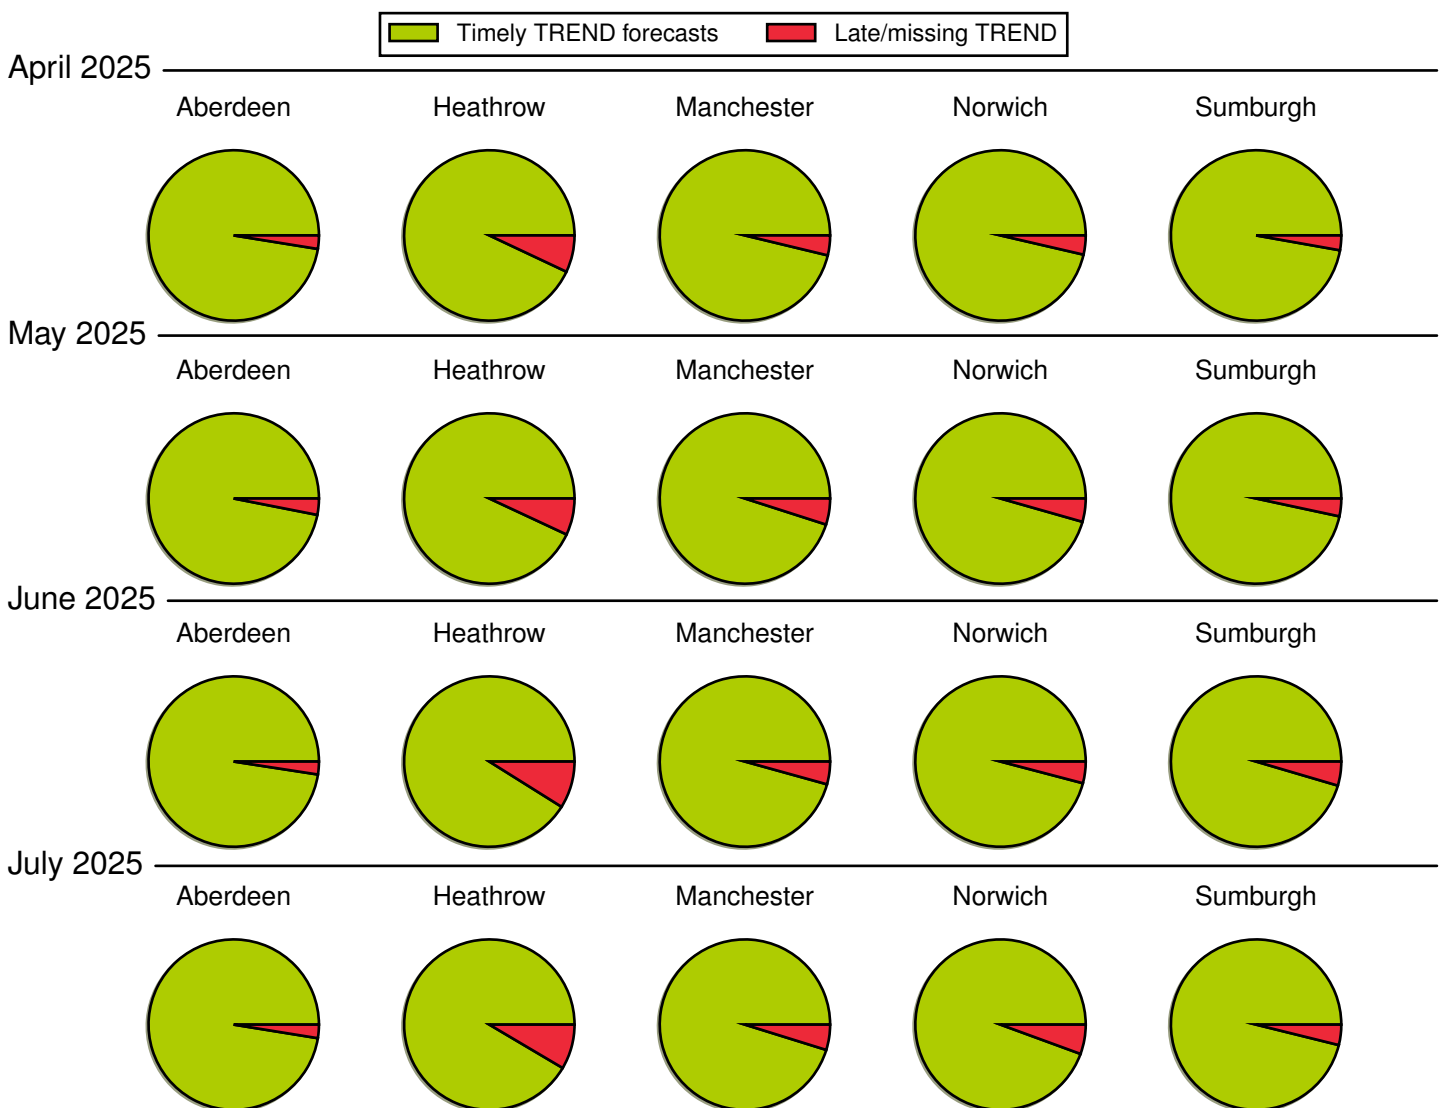 Timely TREND forecasts Late/missing TREND
April 2025
Aberdeen Heathrow Manchester Norwich Sumburgh
May 2025
Aberdeen Heathrow Manchester Norwich Sumburgh
June 2025
Aberdeen Heathrow Manchester Norwich Sumburgh
July 2025
Aberdeen Heathrow Manchester Norwich Sumburgh